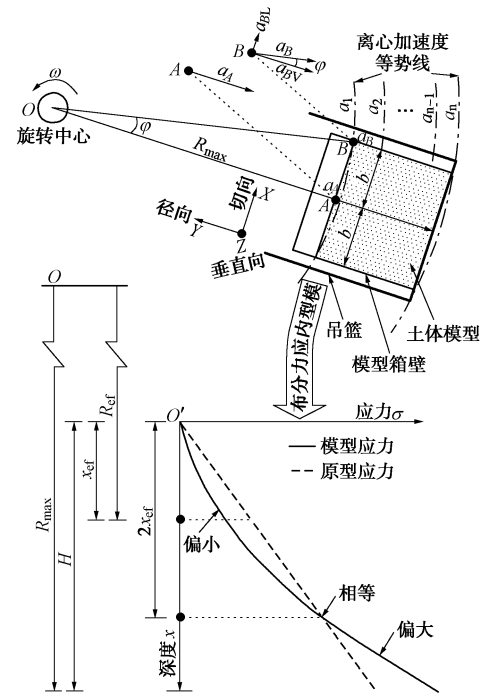 a_BL
B
a_B
a_BV
φ
A
a_A
离心加速度
等势线
ω
O
旋转中心
φ
R_max
a_1
a_2
…
a_n-1
a_n
B
a_B
b
a_A
A
b
切向
X
径向
Y
Z
垂直向
吊篮
模型箱壁
土体模型
布分力应内型模
O
R_ef
x_ef
R_max
H
2x_ef
O′
应力σ
模型应力
原型应力
偏小
相等
偏大
深度x